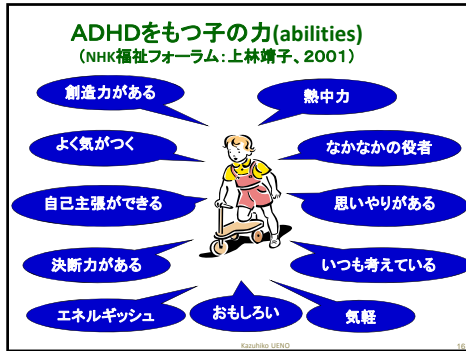 ADHDをもつ子の力(abilities)
（NHK福祉フォーラム：上林靖子、２００１）
創造力がある
熱中力
よく気がつく
なかなかの役者
自己主張ができる
思いやりがある
決断力がある
いつも考えている
エネルギッシュ
おもしろい
気軽
Kazuhiko UENO
16